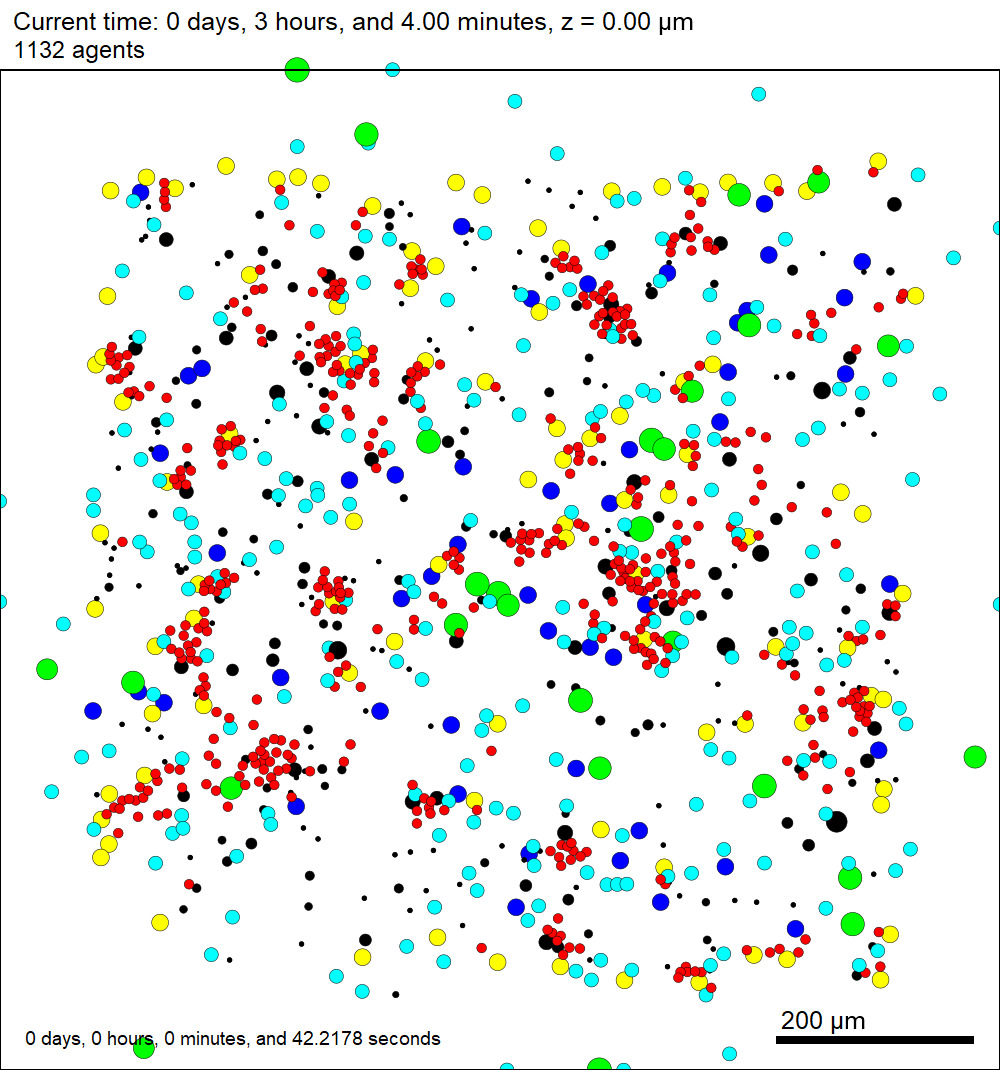 Current time: 0 days, 3 hours, and 4.00 minutes, z = 0.00 μm
1132 agents
200 μm
0 days, 0 hours, 0 minutes, and 42.2178 seconds